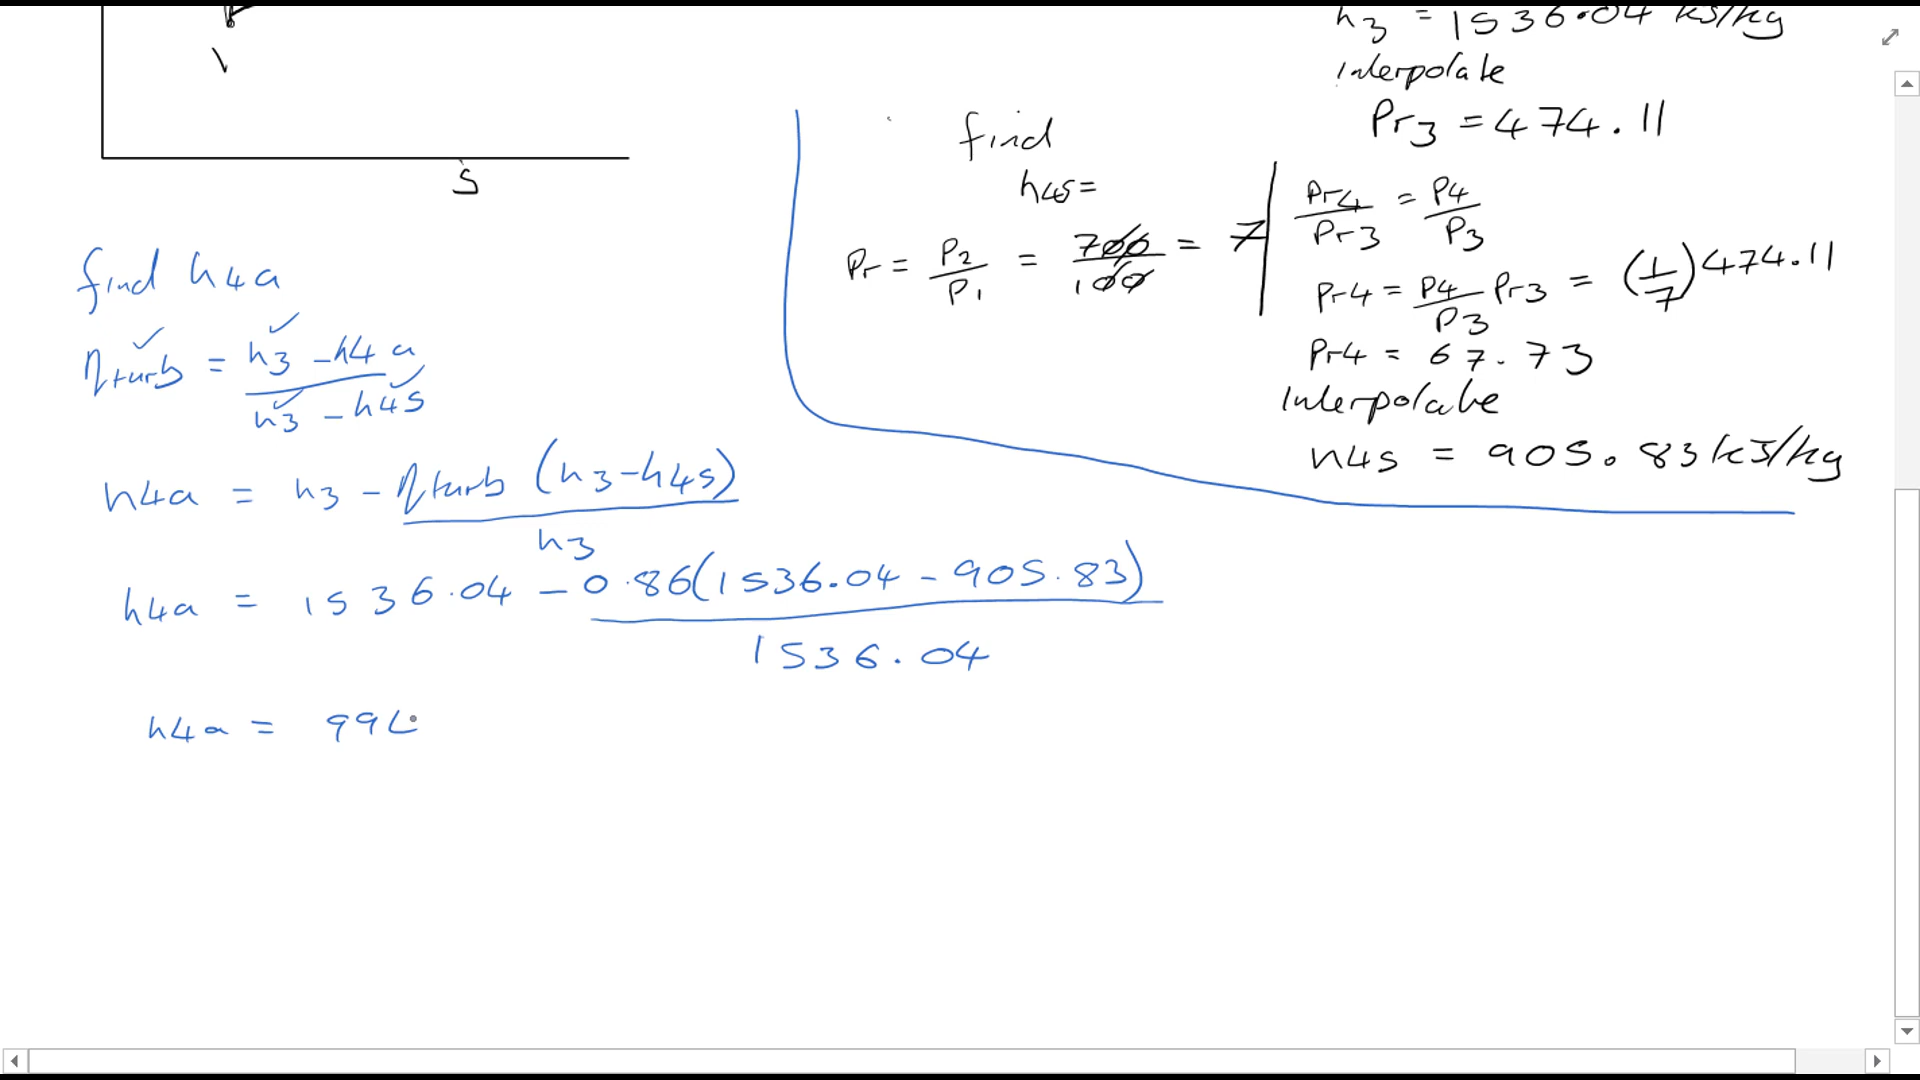 h3 = 1536.04 kJ/kg
Interpolate
Pr3 = 474.11
1
S
find
h4s=
Pr = P2/P1 = 700/100 = 7
Pr4/Pr3 = P4/P3
Pr4 = P4/P3 Pr3 = (1/7) 474.11
Pr4 = 67.73
Interpolate
h4s = 905.83 kJ/kg
find h4a
ηturb = h3 - h4a / h3 - h4s
h4a = h3 - ηturb (h3 - h4s) / h3
h4a = 1536.04 - 0.86(1536.04 - 905.83) / 1536.04
h4a = 99